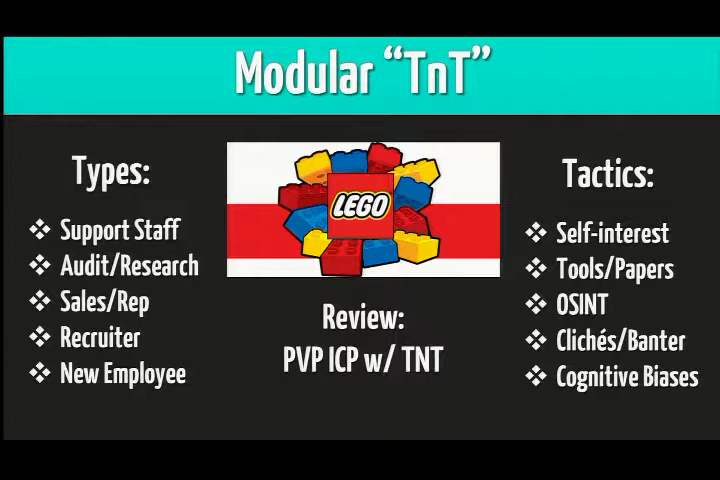 Modular “TnT”
Types:
❖ Support Staff
❖ Audit/Research
❖ Sales/Rep
❖ Recruiter
❖ New Employee
LEGO
Review:
PVP ICP w/ TNT
Tactics:
❖ Self-interest
❖ Tools/Papers
❖ OSINT
❖ Clichés/Banter
❖ Cognitive Biases